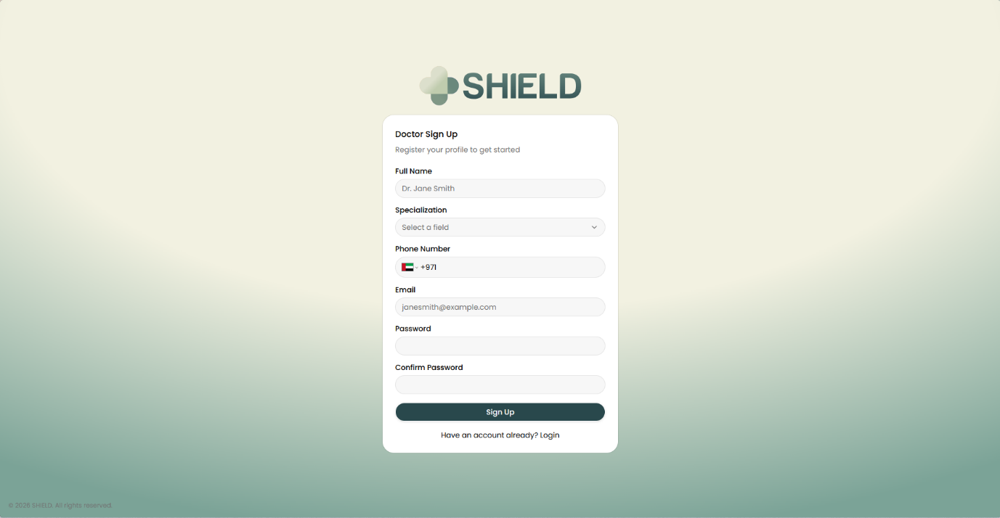 SHIELD
Doctor Sign Up
Register your profile to get started
Full Name
Dr. Jane Smith
Specialization
Select a field
Phone Number
+971
Email
janesmith@example.com
Password
Confirm Password
Sign Up
Have an account already? Login
© 2026 SHIELD. All rights reserved.